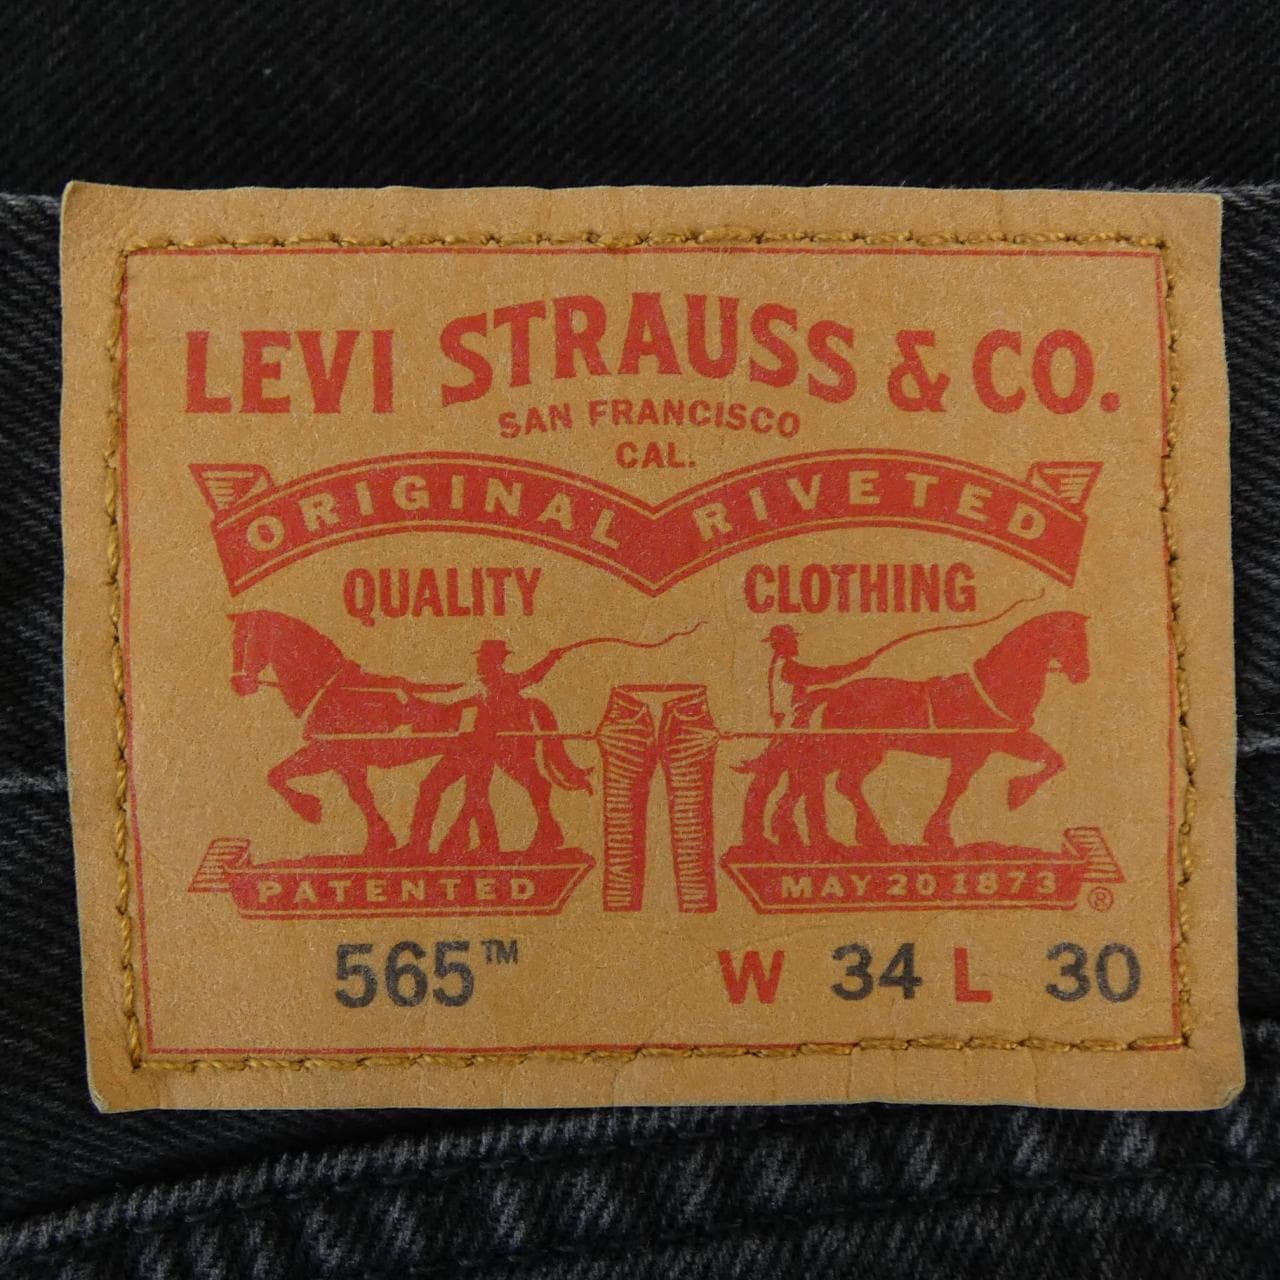 LEVI STRAUSS & CO.
SAN FRANCISCO
CAL.
ORIGINAL RIVETED
QUALITY CLOTHING
PATENTED MAY 20 1873 ®
565™ W 34 L 30